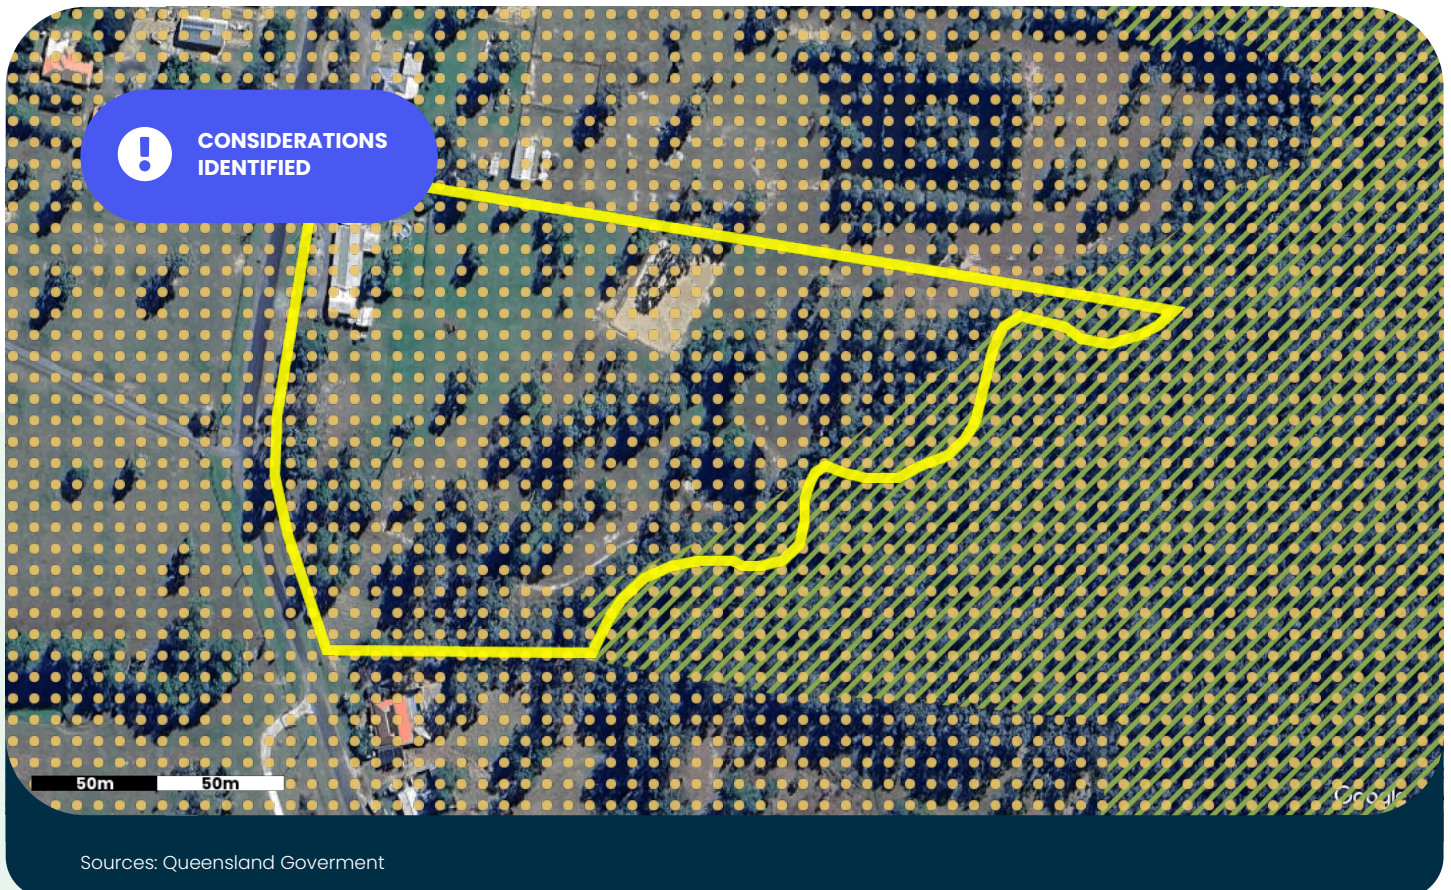 CONSIDERATIONS
IDENTIFIED
50m 50m
Google
Sources: Queensland Goverment